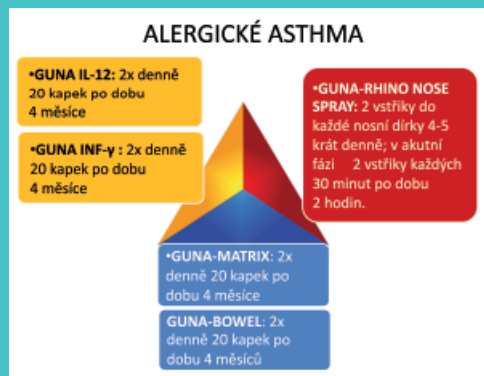 ALERGICKÉ ASTHMA
•GUNA IL-12: 2x denně
20 kapek po dobu
4 měsíce
•GUNA INF-γ : 2x denně
20 kapek po dobu
4 měsíce
•GUNA-RHINO NOSE
SPRAY: 2 vstřiky do
každé nosní dírky 4-5
krát denně; v akutní
fázi 2 vstřiky každých
30 minut po dobu
2 hodin.
•GUNA-MATRIX: 2x
denně 20 kapek po
dobu 4 měsíce
GUNA-BOWEL: 2x
denně 20 kapek po
dobu 4 měsíců